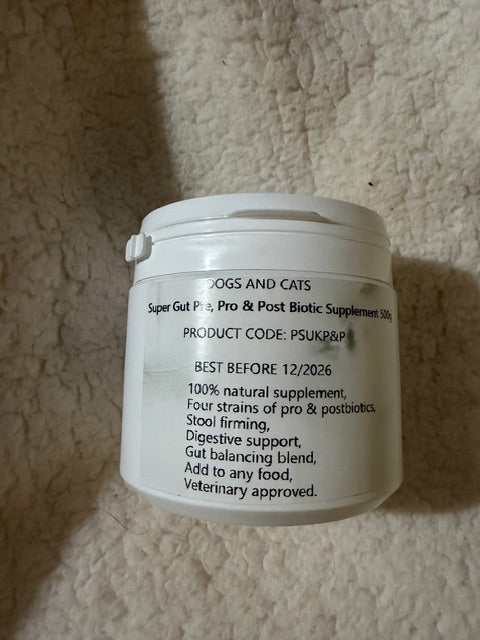 DOGS AND CATS
Super Gut Pre, Pro & Post Biotic Supplement 500g
PRODUCT CODE: PSUKP&P
BEST BEFORE 12/2026
100% natural supplement,
Four strains of pro & postbiotics,
Stool firming,
Digestive support,
Gut balancing blend,
Add to any food,
Veterinary approved.